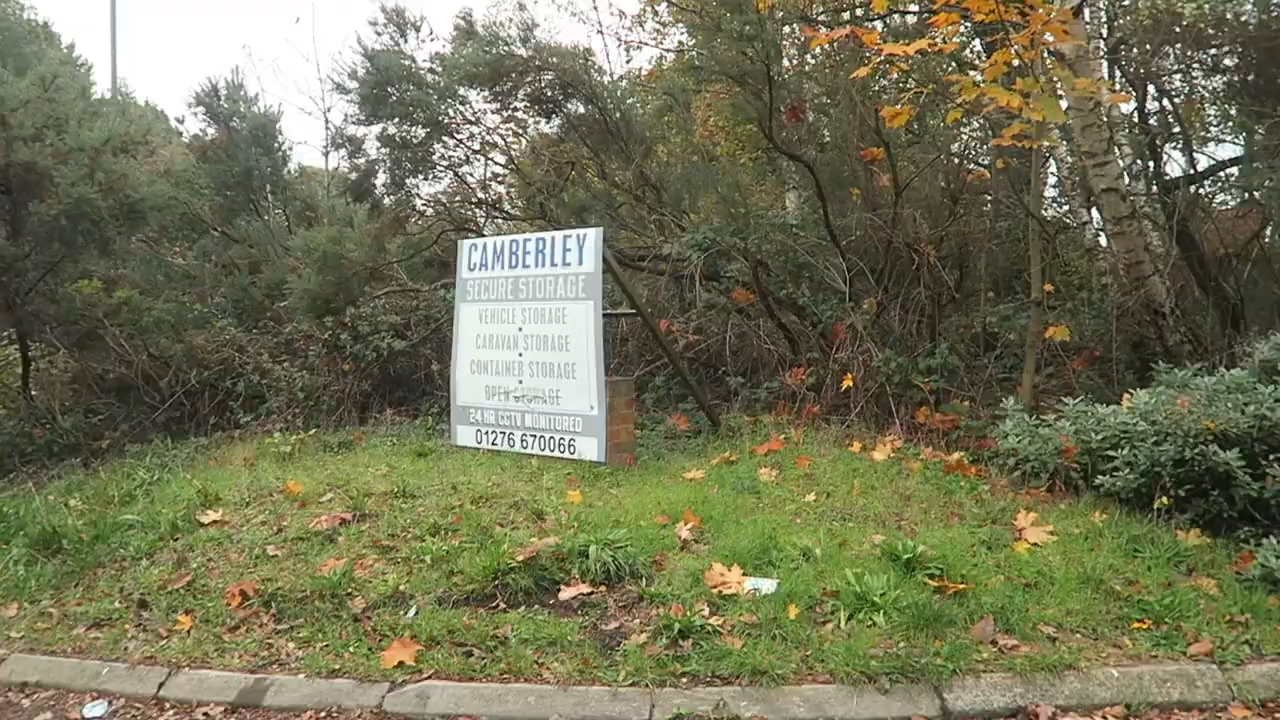 CAMBERLEY
SECURE STORAGE
VEHICLE STORAGE
CARAVAN STORAGE
CONTAINER STORAGE
OPEN STORAGE
24 HR CCTV MONITORED
01276 670066